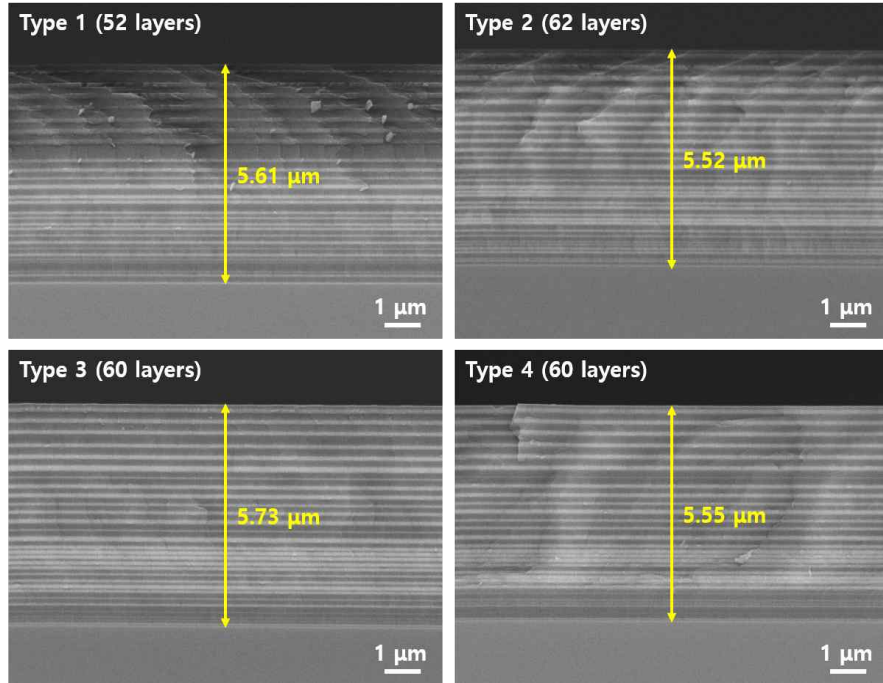 Type 1 (52 layers)
5.61 μm
1 μm
Type 2 (62 layers)
5.52 μm
1 μm
Type 3 (60 layers)
5.73 μm
1 μm
Type 4 (60 layers)
5.55 μm
1 μm